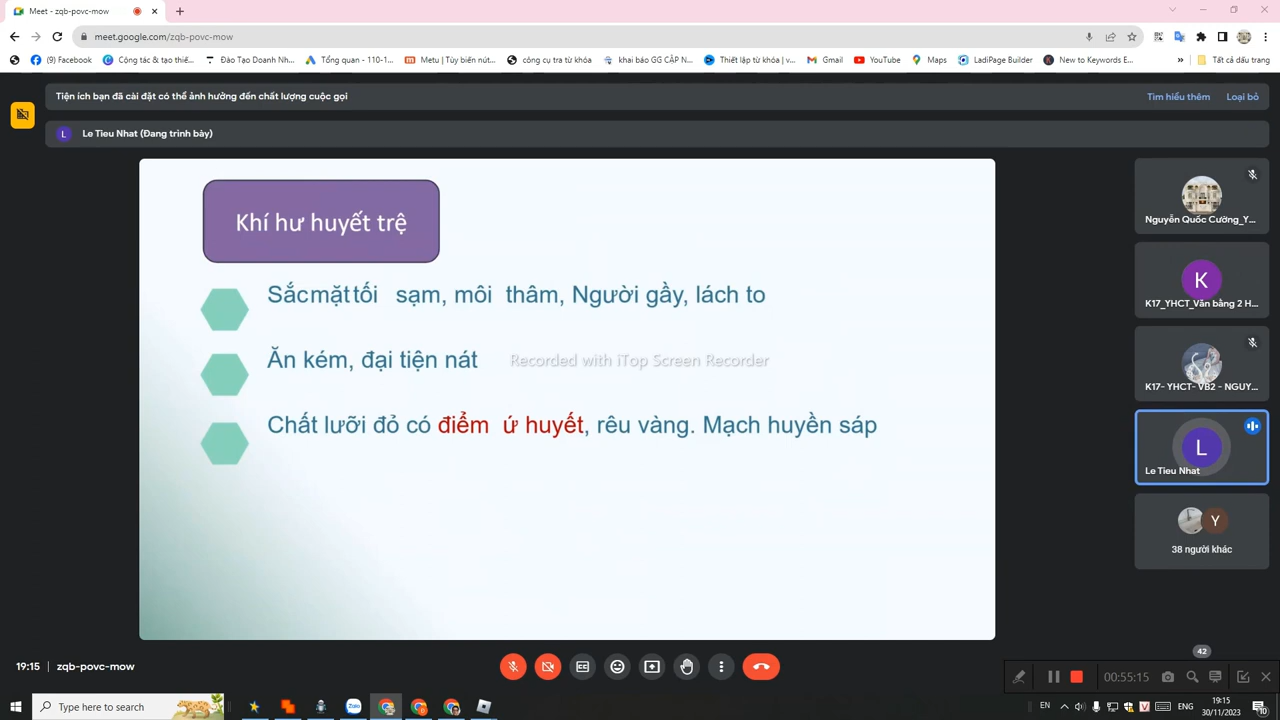 Meet - zqb-povc-mow
meet.google.com/zqb-povc-mow
(9) Facebook
Công tác & tạo thiế...
Đào Tạo Doanh Nh...
Tổng quan - 110-1...
Metu | Tùy biến nút...
công cụ tra từ khóa
khai báo GG CẬP N...
Thiết lập từ khóa | v...
Gmail
YouTube
Maps
LadiPage Builder
New to Keywords E...
»
Tất cả dấu trang
Tiện ích bạn đã cài đặt có thể ảnh hưởng đến chất lượng cuộc gọi
Tìm hiểu thêm
Loại bỏ
L
Le Tieu Nhat (Đang trình bày)
Khí hư huyết trệ
Sắc mặt tối sạm, môi thâm, Người gầy, lách to
Ăn kém, đại tiện nát
Recorded with iTop Screen Recorder
Chất lưỡi đỏ có điểm ứ huyết, rêu vàng. Mạch huyền sáp
Nguyễn Quốc Cường_Y...
K
K17_YHCT_Văn bằng 2 H...
K17- YHCT- VB2 - NGUY...
L
Le Tieu Nhat
Y
38 người khác
42
19:15 | zqb-povc-mow
00:55:15
Type here to search
Zalo
EN
V
ENG
19:15
30/11/2023
10